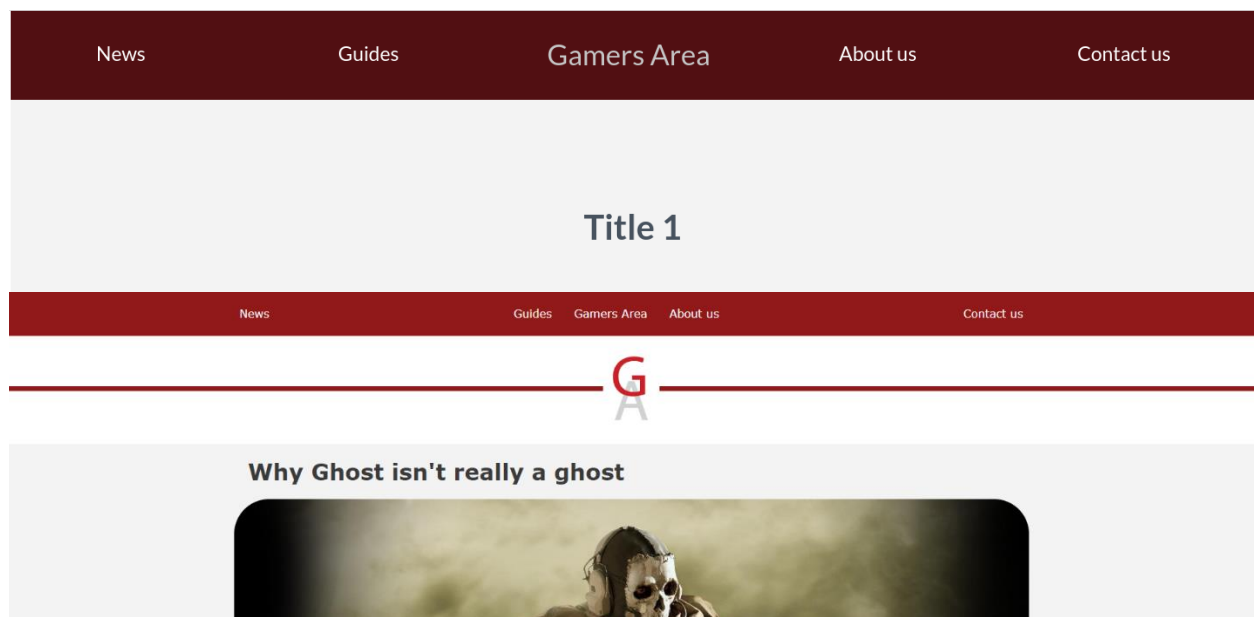 News Guides Gamers Area About us Contact us
Title 1
News Guides Gamers Area About us Contact us
G
A
Why Ghost isn't really a ghost